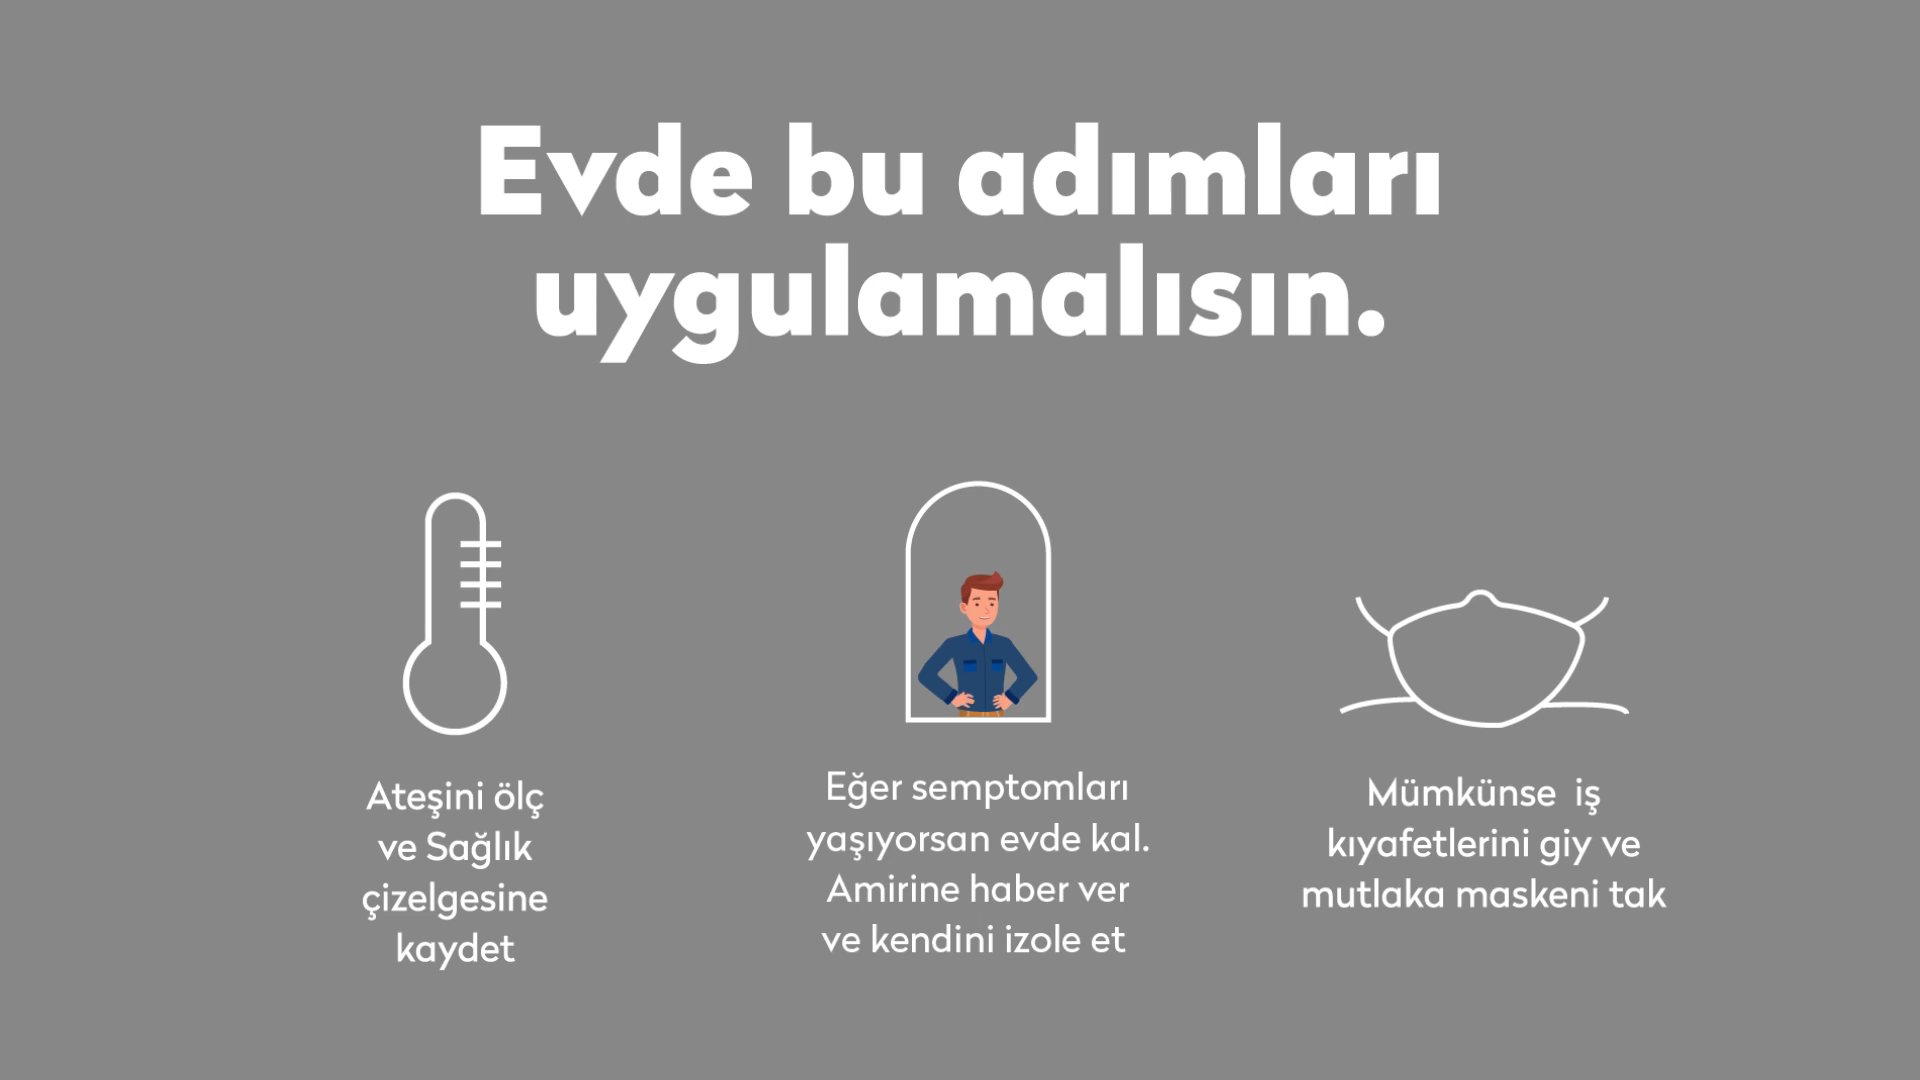 Evde bu adımları
uygulamalısın.
Ateşini ölç
ve Sağlık
çizelgesine
kaydet
Eğer semptomları
yaşıyorsan evde kal.
Amirine haber ver
ve kendini izole et
Mümkünse iş
kıyafetlerini giy ve
mutlaka maskeni tak